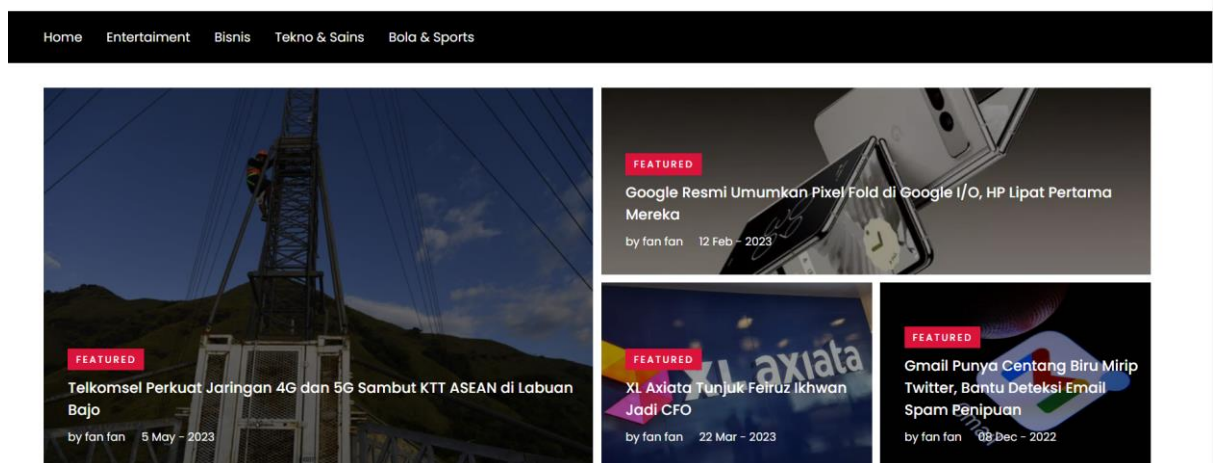 Home Entertaiment Bisnis Tekno & Sains Bola & Sports
FEATURED
Telkomsel Perkuat Jaringan 4G dan 5G Sambut KTT ASEAN di Labuan
Bajo
by fan fan 5 May - 2023
FEATURED
Google Resmi Umumkan Pixel Fold di Google I/O, HP Lipat Pertama
Mereka
by fan fan 12 Feb - 2023
XL axiata
FEATURED
XL Axiata Tunjuk Feiruz Ikhwan
Jadi CFO
by fan fan 22 Mar - 2023
FEATURED
Gmail Punya Centang Biru Mirip
Twitter, Bantu Deteksi Email
Spam Penipuan
by fan fan 08 Dec - 2022
Gmail